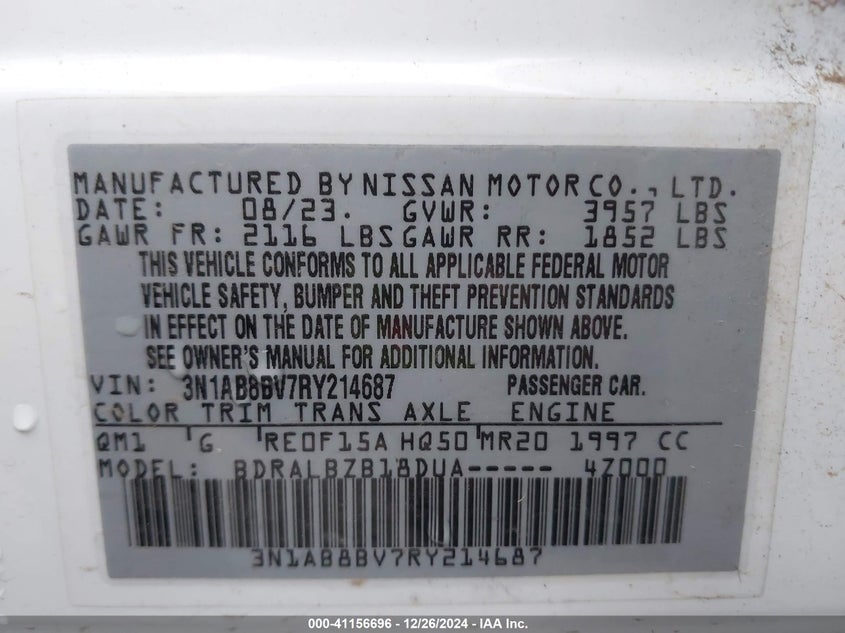 MANUFACTURED BY NISSAN MOTOR CO., LTD.
DATE: 08/23. GVWR: 3957 LBS
GAWR FR: 2116 LBS GAWR RR: 1852 LBS
THIS VEHICLE CONFORMS TO ALL APPLICABLE FEDERAL MOTOR
VEHICLE SAFETY, BUMPER AND THEFT PREVENTION STANDARDS
IN EFFECT ON THE DATE OF MANUFACTURE SHOWN ABOVE.
SEE OWNER'S MANUAL FOR ADDITIONAL INFORMATION.
VIN: 3N1AB8BV7RY214687 PASSENGER CAR.
COLOR TRIM TRANS AXLE ENGINE
QM1 G RE0F15A HQ50 MR20 1997 CC
MODEL: BDRALBZB18DUA----- 4Z000
3N1AB8BV7RY214687
000-41156696 - 12/26/2024 - IAA Inc.